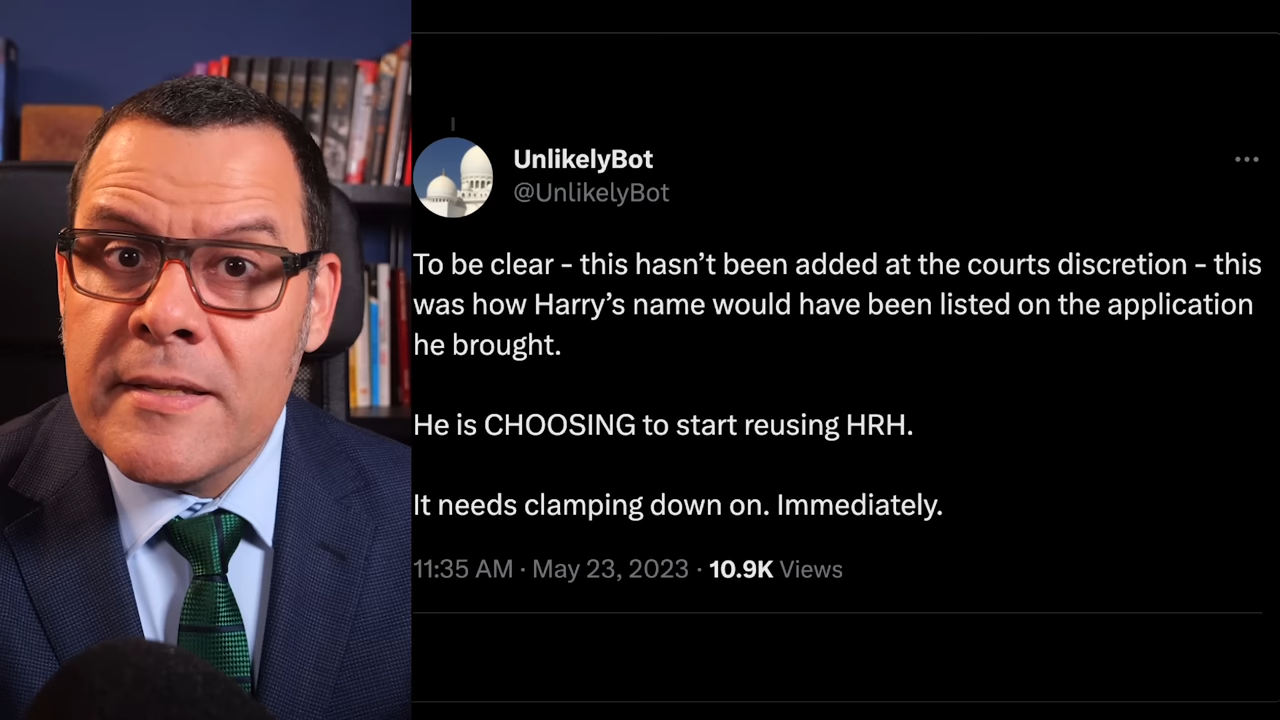 UnlikelyBot
@UnlikelyBot
To be clear - this hasn’t been added at the courts discretion - this
was how Harry’s name would have been listed on the application
he brought.
He is CHOOSING to start reusing HRH.
It needs clamping down on. Immediately.
11:35 AM · May 23, 2023 · 10.9K Views